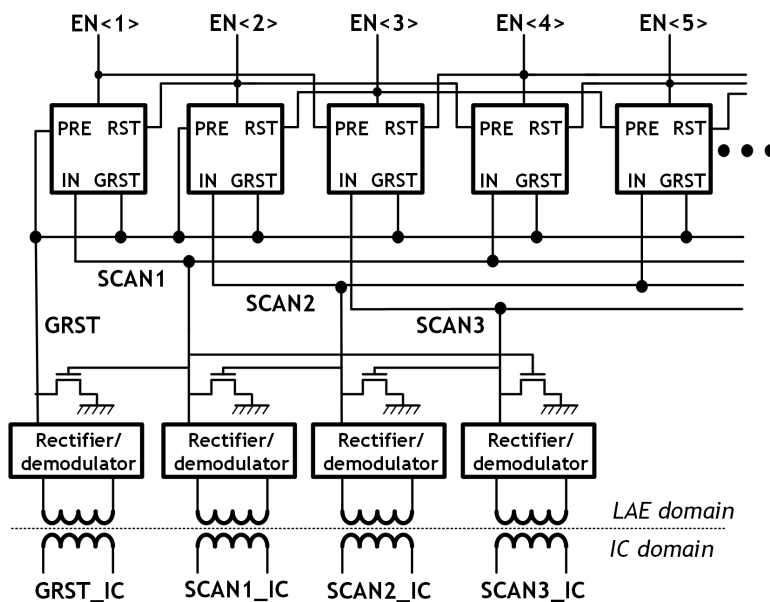 EN<1> EN<2> EN<3> EN<4> EN<5>
PRE RST PRE RST PRE RST PRE RST PRE RST
IN GRST IN GRST IN GRST IN GRST IN GRST
SCAN1
SCAN2
SCAN3
GRST
Rectifier/ Rectifier/ Rectifier/ Rectifier/
demodulator demodulator demodulator demodulator
LAE domain
IC domain
GRST_IC SCAN1_IC SCAN2_IC SCAN3_IC